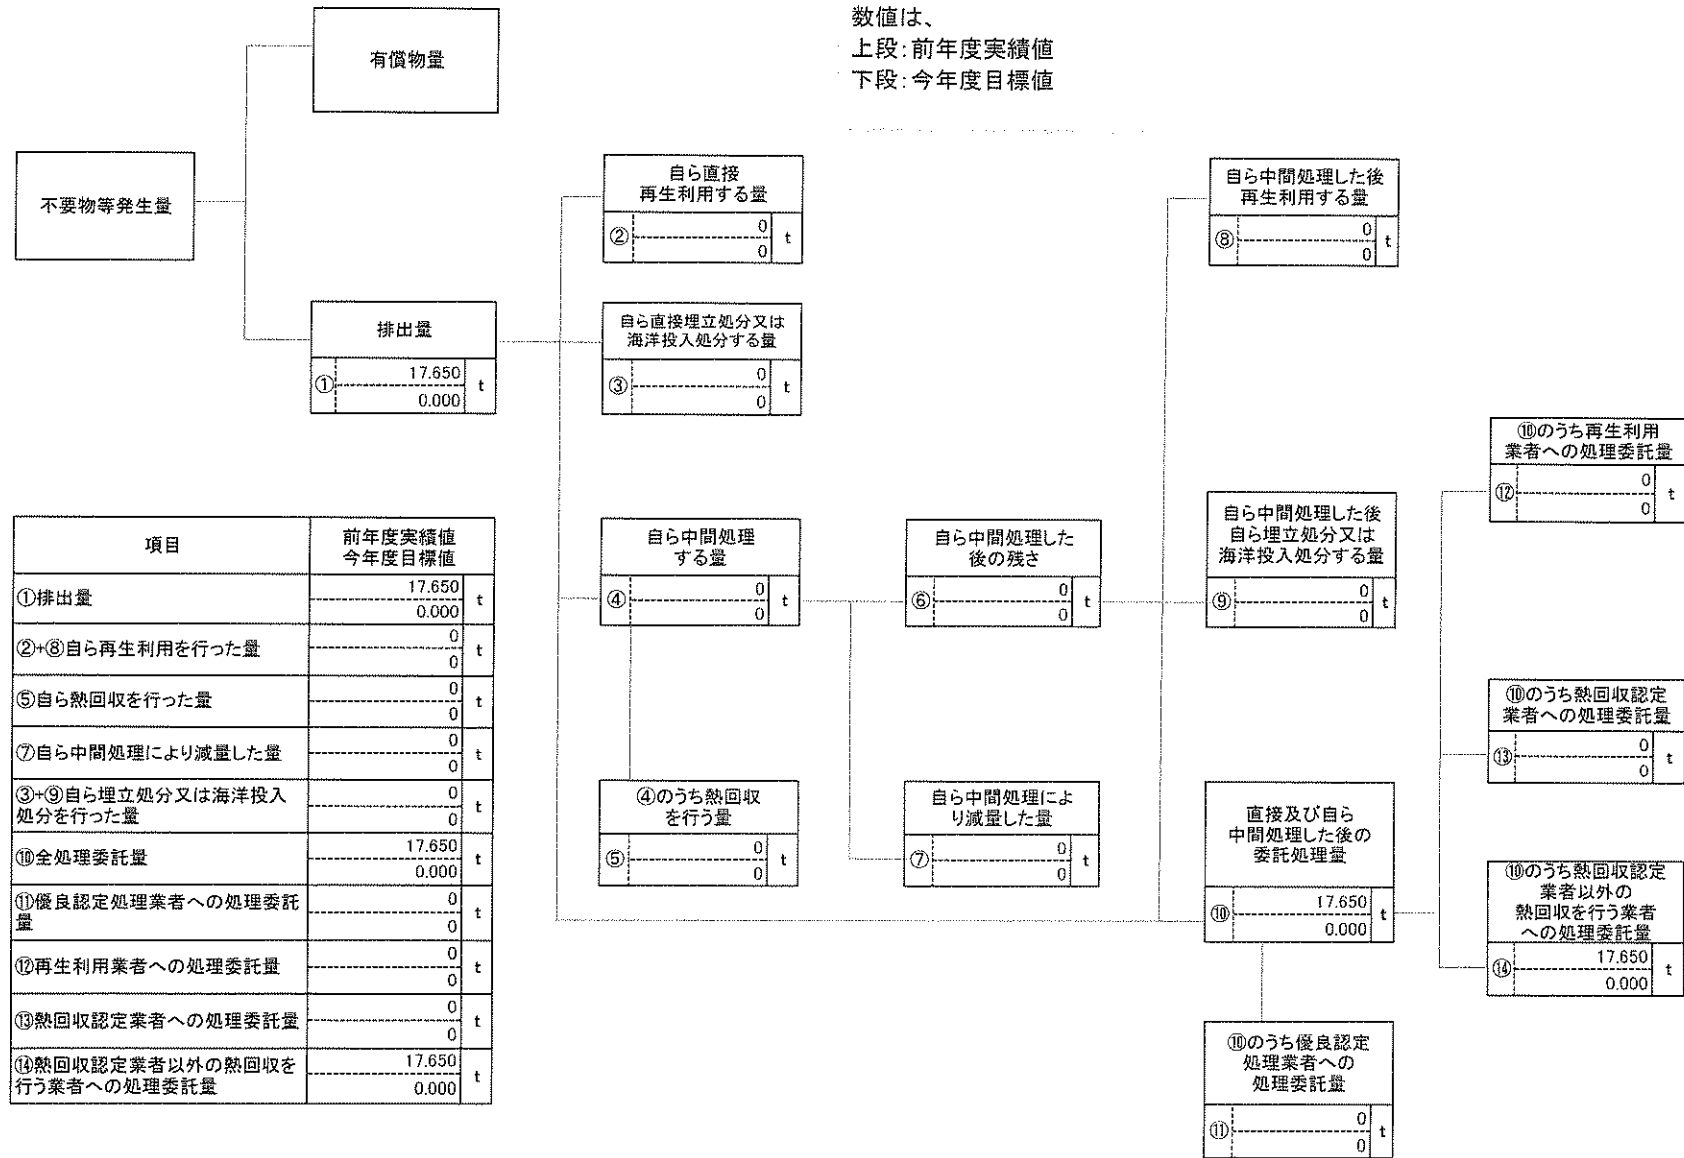 数値は、
上段：前年度実績値
下段：今年度目標値
有償物量
不要物等発生量
排出量
① 17.650 t
0.000
自ら直接
再生利用する量
② 0 t
0
自ら直接埋立処分又は
海洋投入処分する量
③ 0 t
0
自ら中間処理
する量
④ 0 t
0
④のうち熱回収
を行う量
⑤ 0 t
0
自ら中間処理した
後の残さ
⑥ 0 t
0
自ら中間処理によ
り減量した量
⑦ 0 t
0
自ら中間処理した後
再生利用する量
⑧ 0 t
0
自ら中間処理した後
自ら埋立処分又は
海洋投入処分する量
⑨ 0 t
0
直接及び自ら
中間処理した後の
委託処理量
⑩ 17.650 t
0.000
⑩のうち優良認定
処理業者への
処理委託量
⑪ 0 t
0
⑩のうち再生利用
業者への処理委託量
⑫ 0 t
0
⑩のうち熱回収認定
業者への処理委託量
⑬ 0 t
0
⑩のうち熱回収認定
業者以外の
熱回収を行う業者
への処理委託量
⑭ 17.650 t
0.000
項目 前年度実績値
今年度目標値
①排出量 17.650 t
0.000
②+⑧自ら再生利用を行った量 0 t
0
⑤自ら熱回収を行った量 0 t
0
⑦自ら中間処理により減量した量 0 t
0
③+⑨自ら埋立処分又は海洋投入 0 t
処分を行った量 0
⑩全処理委託量 17.650 t
0.000
⑪優良認定処理業者への処理委託 0 t
量 0
⑫再生利用業者への処理委託量 0 t
0
⑬熱回収認定業者への処理委託量 0 t
0
⑭熱回収認定業者以外の熱回収を 17.650 t
行う業者への処理委託量 0.000